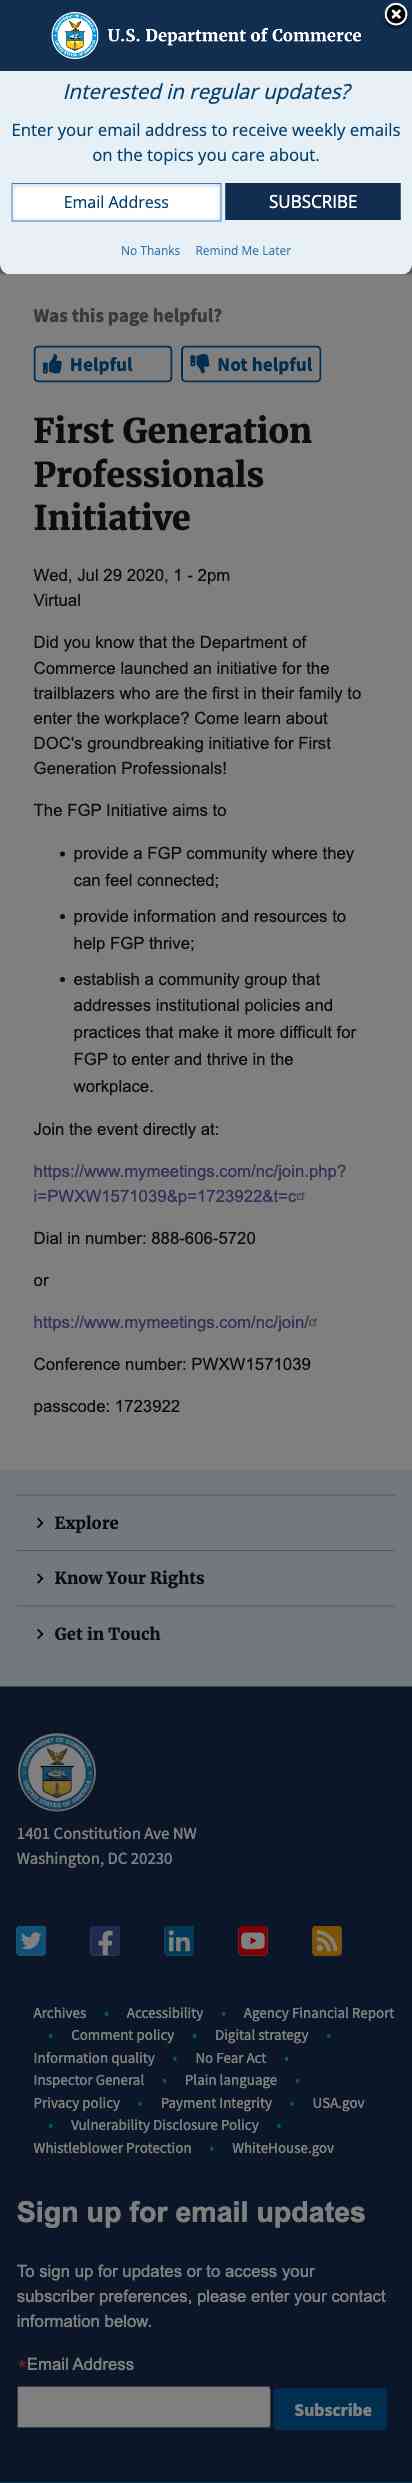 U.S. Department of Commerce
Interested in regular updates?
Enter your email address to receive weekly emails
on the topics you care about.
Email Address
SUBSCRIBE
No Thanks Remind Me Later
Was this page helpful?
Helpful Not helpful
First Generation
Professionals
Initiative
Wed, Jul 29 2020, 1 - 2pm
Virtual
Did you know that the Department of
Commerce launched an initiative for the
trailblazers who are the first in their family to
enter the workplace? Come learn about
DOC's groundbreaking initiative for First
Generation Professionals!
The FGP Initiative aims to
• provide a FGP community where they
can feel connected;
• provide information and resources to
help FGP thrive;
• establish a community group that
addresses institutional policies and
practices that make it more difficult for
FGP to enter and thrive in the
workplace.
Join the event directly at:
https://www.mymeetings.com/nc/join.php?
i=PWXW1571039&p=1723922&t=c
Dial in number: 888-606-5720
or
https://www.mymeetings.com/nc/join/
Conference number: PWXW1571039
passcode: 1723922
Explore
Know Your Rights
Get in Touch
1401 Constitution Ave NW
Washington, DC 20230
Archives • Accessibility • Agency Financial Report
• Comment policy • Digital strategy •
Information quality • No Fear Act •
Inspector General • Plain language •
Privacy policy • Payment Integrity • USA.gov
• Vulnerability Disclosure Policy •
Whistleblower Protection • WhiteHouse.gov
Sign up for email updates
To sign up for updates or to access your
subscriber preferences, please enter your contact
information below.
*Email Address
Subscribe